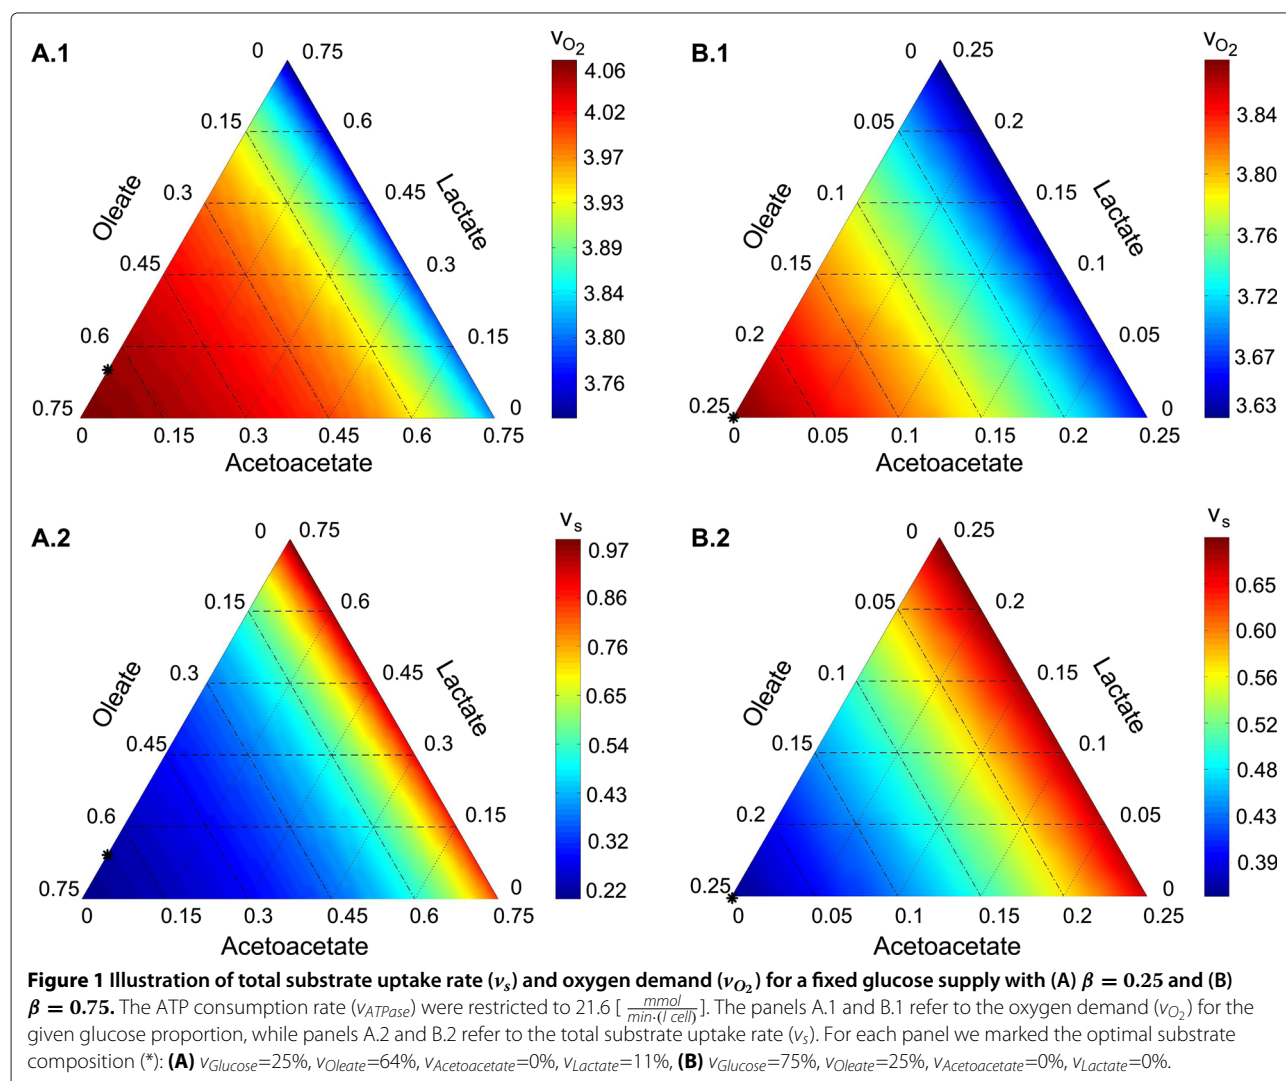 A.1
0
0.75
0.15
0.6
0.3
0.45
Oleate
Lactate
0.45
0.3
0.6
0.15
0.75
0
0 0.15 0.3 0.45 0.6 0.75
Acetoacetate
vO2
4.06
4.02
3.97
3.93
3.89
3.84
3.80
3.76
B.1
0
0.25
0.05
0.2
0.1
0.15
Oleate
Lactate
0.15
0.1
0.2
0.05
0.25
0
0 0.05 0.1 0.15 0.2 0.25
Acetoacetate
vO2
3.84
3.80
3.76
3.72
3.67
3.63
A.2
0
0.75
0.15
0.6
0.3
0.45
Oleate
Lactate
0.45
0.3
0.6
0.15
0.75
0
0 0.15 0.3 0.45 0.6 0.75
Acetoacetate
vs
0.97
0.86
0.76
0.65
0.54
0.43
0.32
0.22
B.2
0
0.25
0.05
0.2
0.1
0.15
Oleate
Lactate
0.15
0.1
0.2
0.05
0.25
0
0 0.05 0.1 0.15 0.2 0.25
Acetoacetate
vs
0.65
0.60
0.56
0.52
0.48
0.43
0.39
Figure 1 Illustration of total substrate uptake rate (vs) and oxygen demand (vO2) for a fixed glucose supply with (A) β = 0.25 and (B)
β = 0.75. The ATP consumption rate (vATPase) were restricted to 21.6 [ mmol / min·(l cell) ]. The panels A.1 and B.1 refer to the oxygen demand (vO2) for the
given glucose proportion, while panels A.2 and B.2 refer to the total substrate uptake rate (vs). For each panel we marked the optimal substrate
composition (*): (A) vGlucose=25%, vOleate=64%, vAcetoacetate=0%, vLactate=11%, (B) vGlucose=75%, vOleate=25%, vAcetoacetate=0%, vLactate=0%.